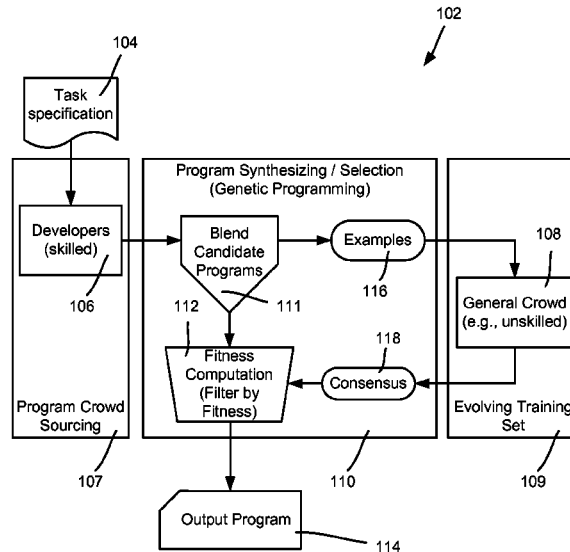 102
104
Task
specification
Program Synthesizing / Selection
(Genetic Programming)
Developers
(skilled)
106
Blend
Candidate
Programs
111
Examples
116
108
General Crowd
(e.g., unskilled)
112
Fitness
Computation
(Filter by
Fitness)
118
Consensus
Program Crowd
Sourcing
107
110
Evolving Training
Set
109
Output Program
114